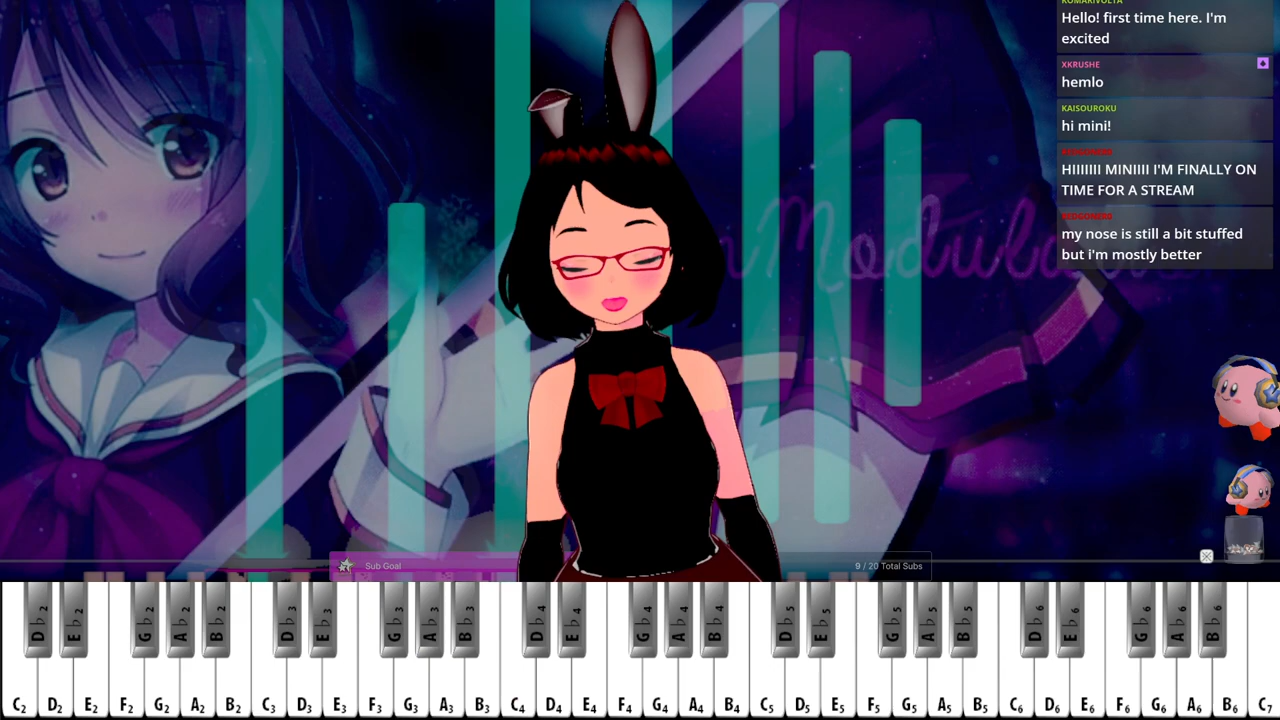 KOMARIVOLTA
Hello! first time here. I'm
excited
XKRUSHE
hemlo
KAISOUROKU
hi mini!
HIIIIIII MINIIII I'M FINALLY ON
TIME FOR A STREAM
my nose is still a bit stuffed
but i'm mostly better
Sub Goal
9 / 20 Total Subs
D♭2 E♭2 G♭2 A♭2 B♭2 D♭3 E♭3 G♭3 A♭3 B♭3 D♭4 E♭4 G♭4 A♭4 B♭4 D♭5 E♭5 G♭5 A♭5 B♭5 D♭6 E♭6 G♭6 A♭6 B♭6
C2 D2 E2 F2 G2 A2 B2 C3 D3 E3 F3 G3 A3 B3 C4 D4 E4 F4 G4 A4 B4 C5 D5 E5 F5 G5 A5 B5 C6 D6 E6 F6 G6 A6 B6 C7